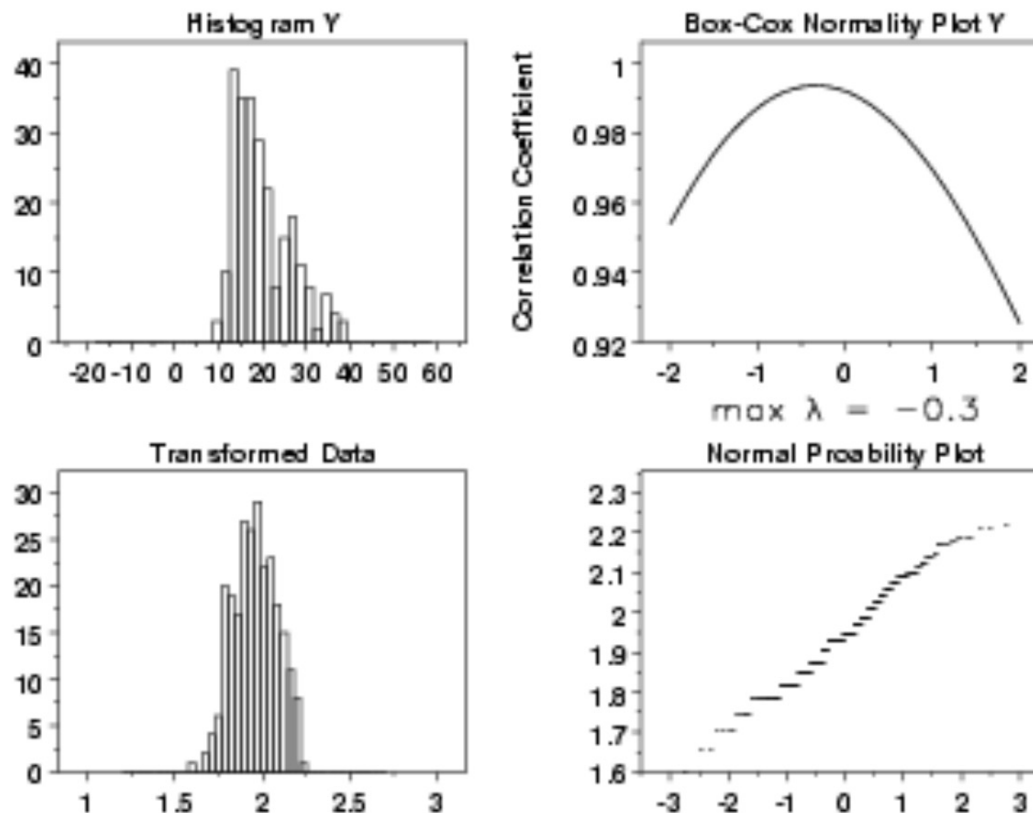 Histogram Y
40
30
20
10
0
-20 -10 0 10 20 30 40 50 60
Box-Cox Normality Plot Y
Correlation Coefficient
1
0.98
0.96
0.94
0.92
-2 -1 0 1 2
max λ = -0.3
Transformed Data
30
25
20
15
10
5
0
1 1.5 2 2.5 3
Normal Proability Plot
2.3
2.2
2.1
2
1.9
1.8
1.7
1.6
-3 -2 -1 0 1 2 3